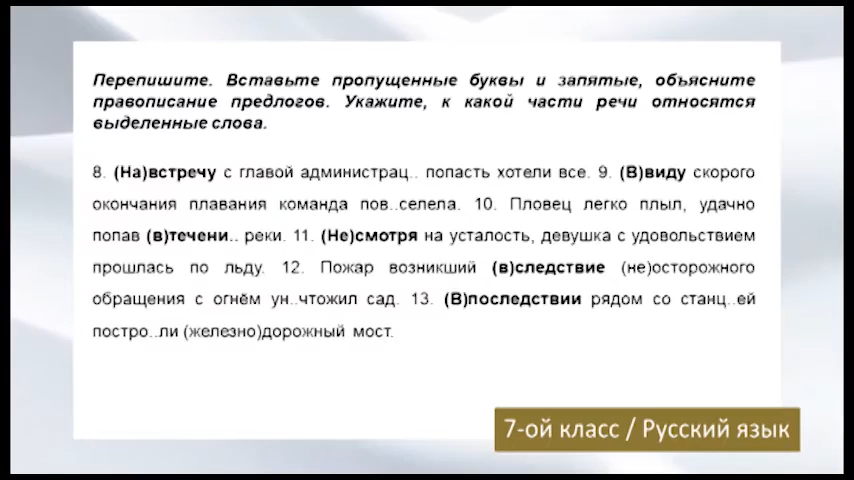 Перепишите. Вставьте пропущенные буквы и запятые, объясните
правописание предлогов. Укажите, к какой части речи относятся
выделенные слова.
8. (На)встречу с главой администрац.. попасть хотели все. 9. (В)виду скорого
окончания плавания команда пов..селела. 10. Пловец легко плыл, удачно
попав (в)течени.. реки. 11. (Не)смотря на усталость, девушка с удовольствием
прошлась по льду. 12. Пожар возникший (в)следствие (не)осторожного
обращения с огнём ун..чтожил сад. 13. (В)последствии рядом со станц..ей
постро..ли (железно)дорожный мост.
7-ой класс / Русский язык